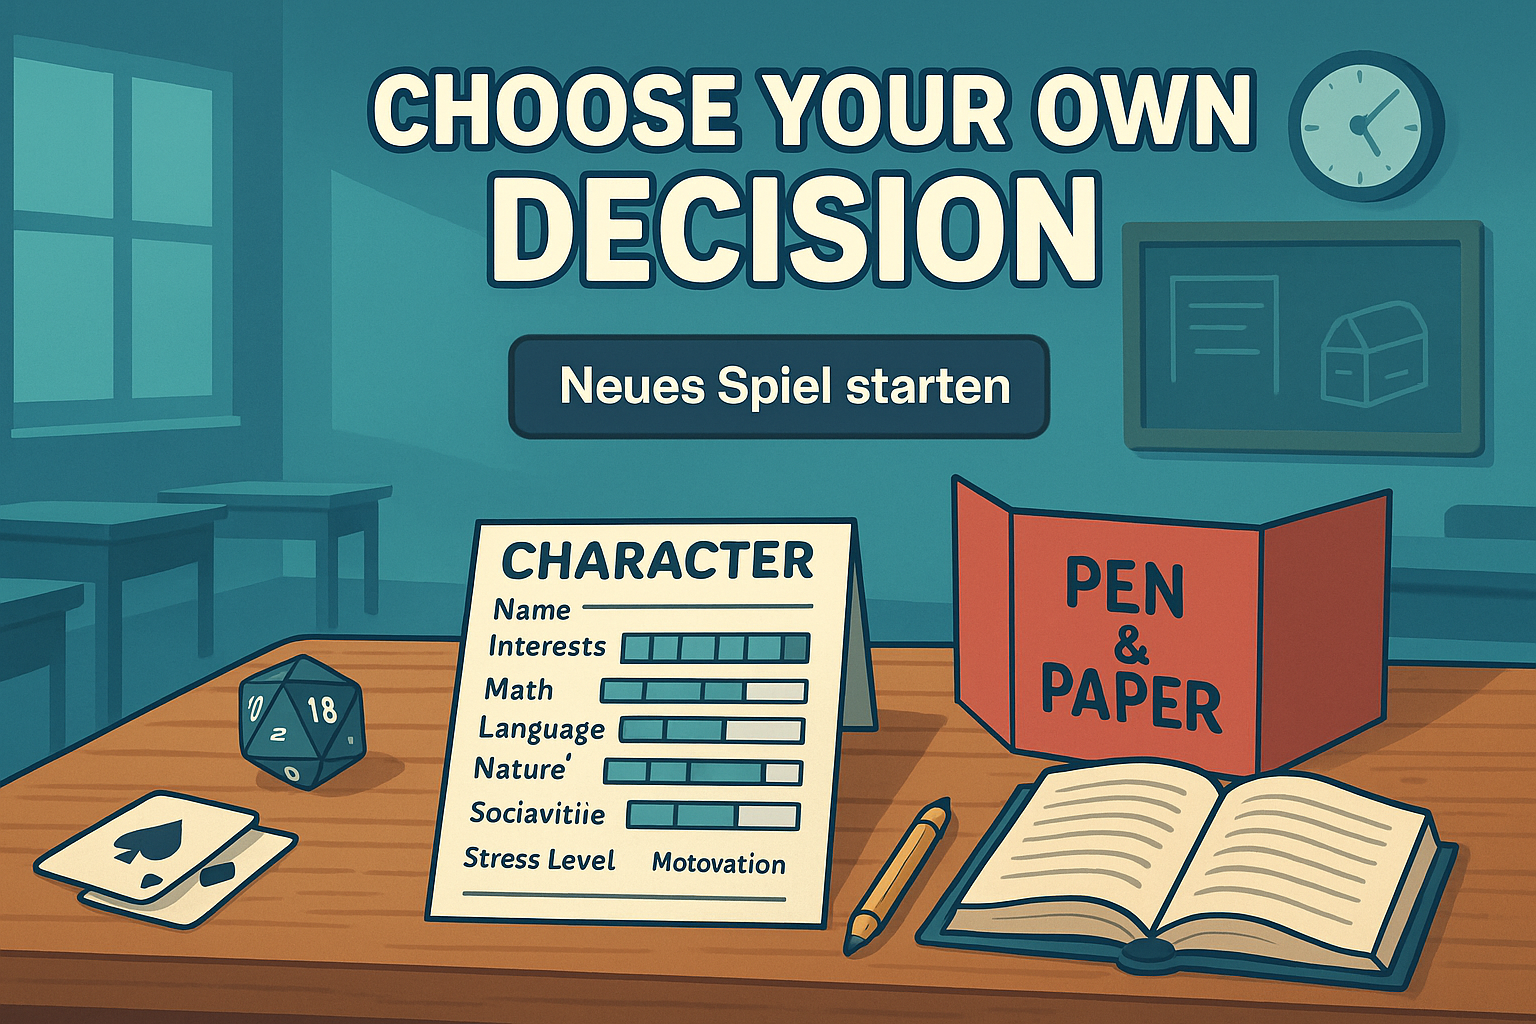 CHOOSE YOUR OWN
DECISION
Neues Spiel starten
CHARACTER
Name
Interests
Math
Language
Nature'
Sociavitiie
Stress Level Motovation
PEN
&
PAPER
10
18
2
0